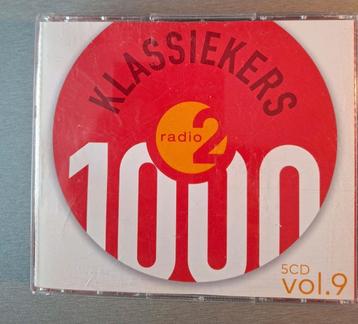 KLASSIEKERS
radio 2
1000
5CD
vol.9